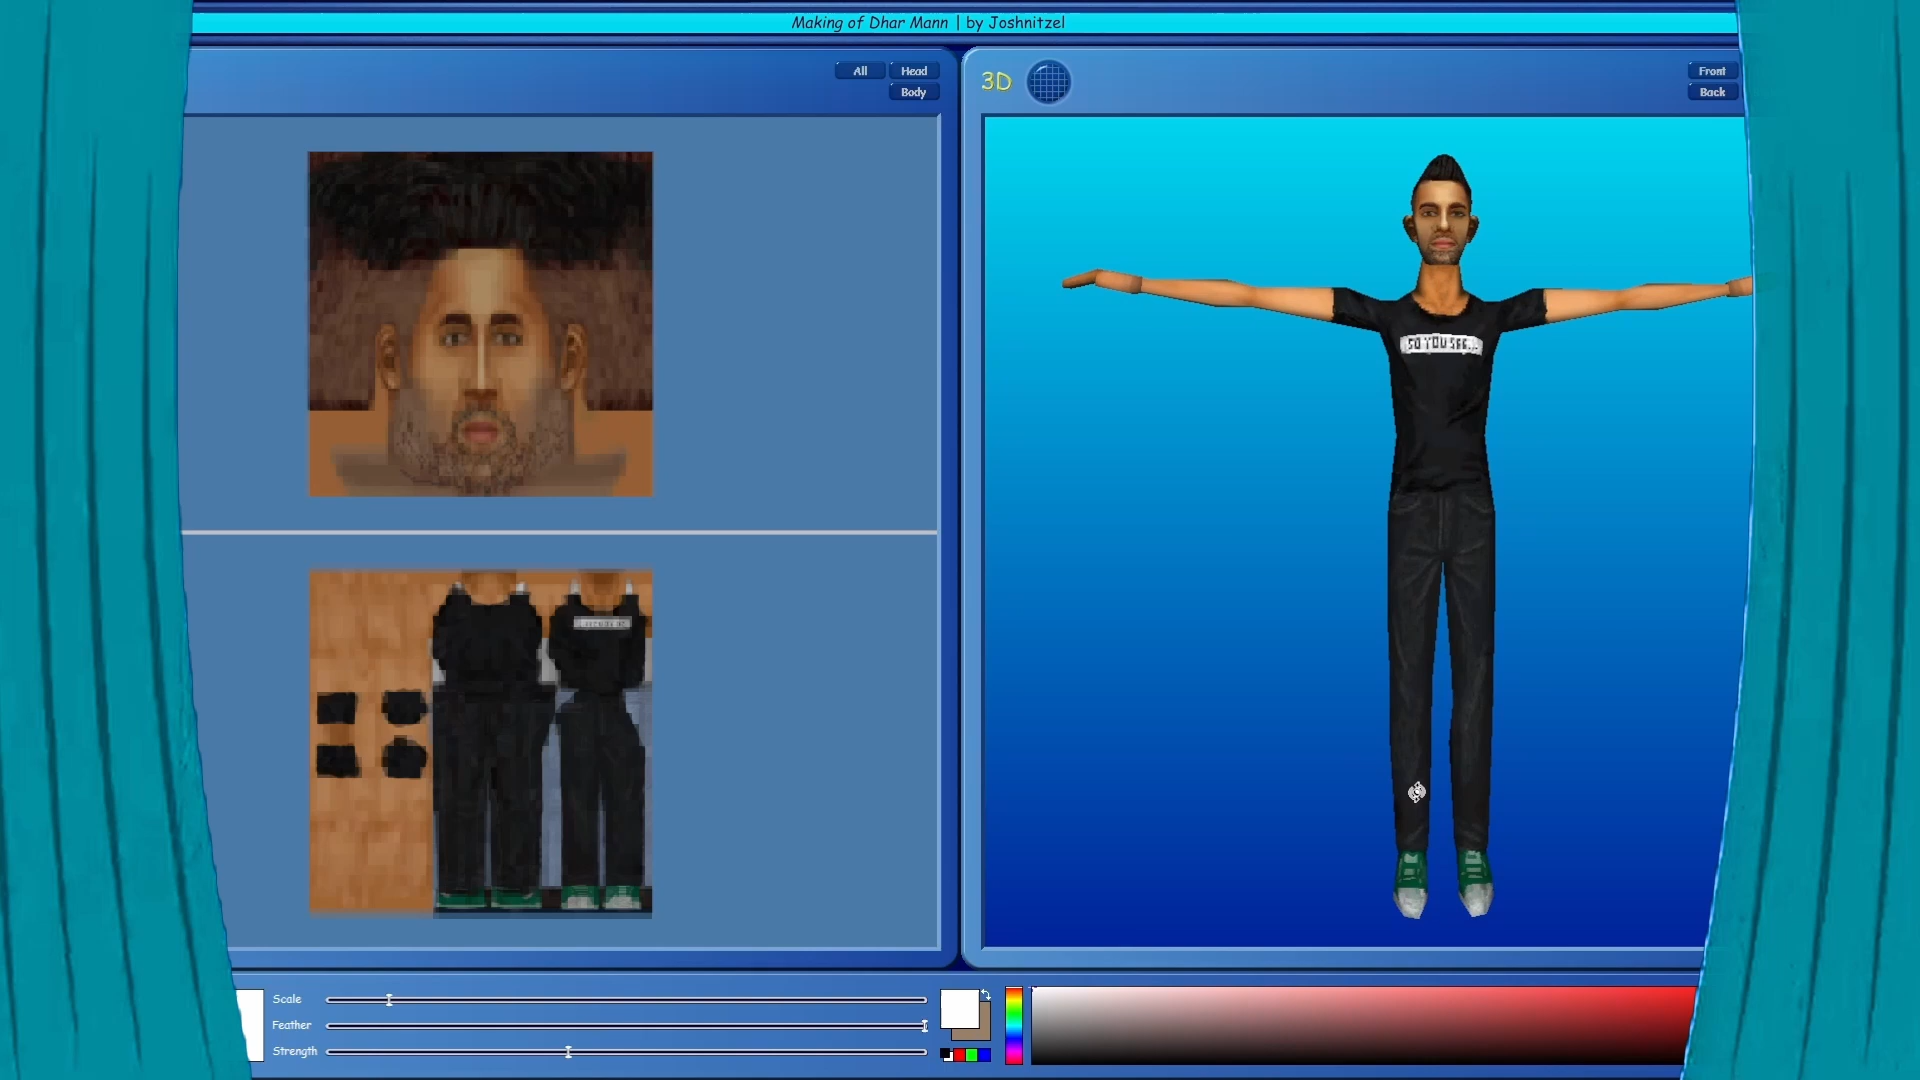 Making of Dhar Mann | by Joshnitzel
All Head
Body
3D
Front
Back
SO YOU SEE...
Scale
Feather
Strength